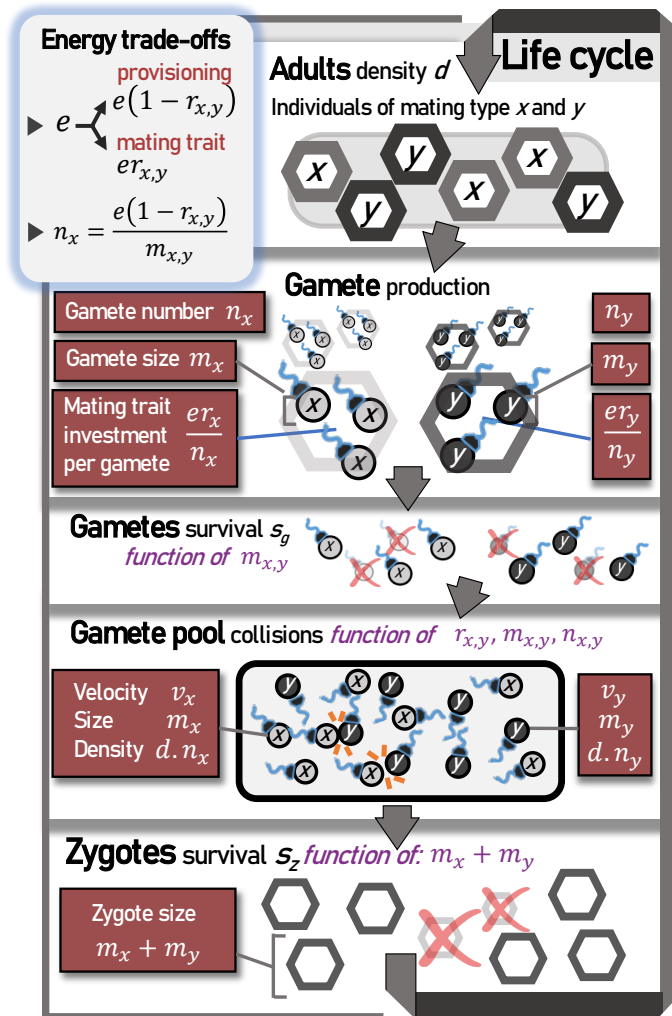 Energy trade-offs
provisioning
e
e(1 − r_{x,y})
mating trait
er_{x,y}
n_x = e(1 − r_{x,y}) / m_{x,y}
Life cycle
Adults density d
Individuals of mating type x and y
x
y
y
x
x
y
Gamete production
Gamete number n_x
Gamete size m_x
Mating trait
investment
per gamete
er_x / n_x
x x x
x x x
y y y
y y y
x
x
x
y
y
y
n_y
m_y
er_y / n_y
Gametes survival s_g
function of m_{x,y}
x
x
x
x
x
y
y
y
y
y
Gamete pool collisions function of r_{x,y}, m_{x,y}, n_{x,y}
Velocity v_x
Size m_x
Density d.n_x
y
x
y
x
x
x
y
x
y
x
x
y
y
y
y
x
x
v_y
m_y
d.n_y
Zygotes survival s_z function of: m_x + m_y
Zygote size
m_x + m_y